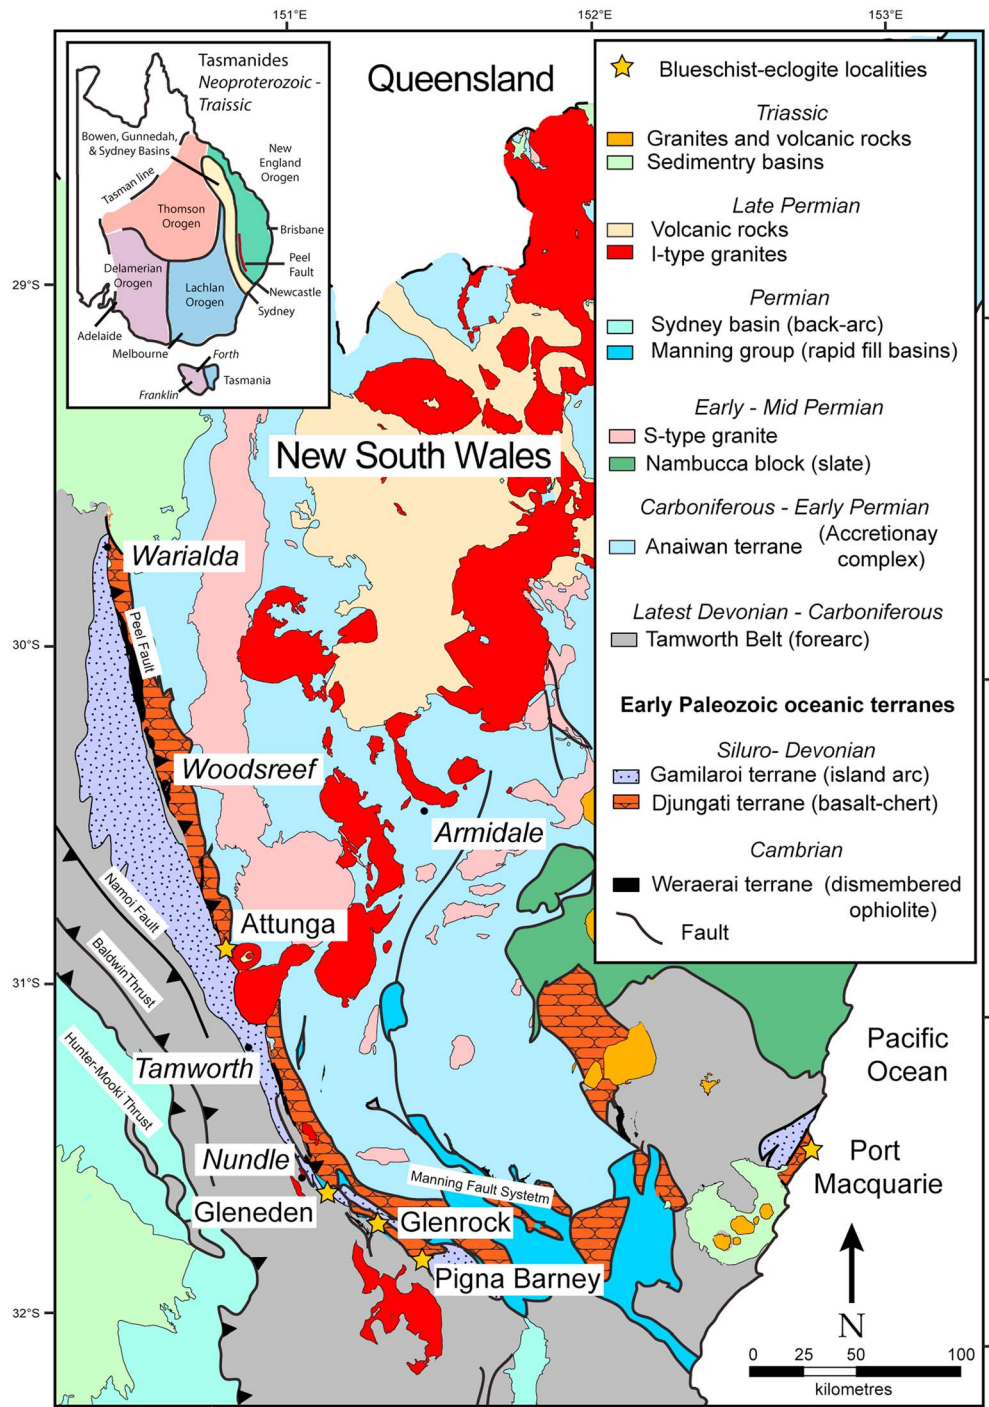 151°E
152°E
153°E
Tasmanides
Neoproterozoic -
Traissic
Bowen, Gunnedah,
& Sydney Basins
New
England
Orogen
Tasman line
Thomson
Orogen
Brisbane
Peel
Fault
Delamerian
Orogen
Lachlan
Orogen
Newcastle
Sydney
Adelaide
Melbourne
Forth
Tasmania
Franklin
Queensland
Blueschist-eclogite localities
Triassic
Granites and volcanic rocks
Sedimentry basins
Late Permian
Volcanic rocks
I-type granites
Permian
Sydney basin (back-arc)
Manning group (rapid fill basins)
Early - Mid Permian
S-type granite
Nambucca block (slate)
Carboniferous - Early Permian
Anaiwan terrane (Accretionay
complex)
Latest Devonian - Carboniferous
Tamworth Belt (forearc)
Early Paleozoic oceanic terranes
Siluro- Devonian
Gamilaroi terrane (island arc)
Djungati terrane (basalt-chert)
Cambrian
Weraerai terrane (dismembered
ophiolite)
Fault
29°S
New South Wales
Warialda
Peel Fault
30°S
Woodsreef
Armidale
Namoi Fault
Attunga
BaldwinThrust
31°S
Hunter-Mooki Thrust
Tamworth
Pacific
Ocean
Nundle
Port
Macquarie
Manning Fault Systetm
Gleneden
Glenrock
Pigna Barney
32°S
N
0 25 50 100
kilometres